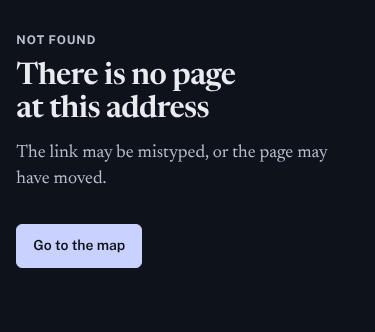 NOT FOUND
There is no page
at this address
The link may be mistyped, or the page may
have moved.
Go to the map